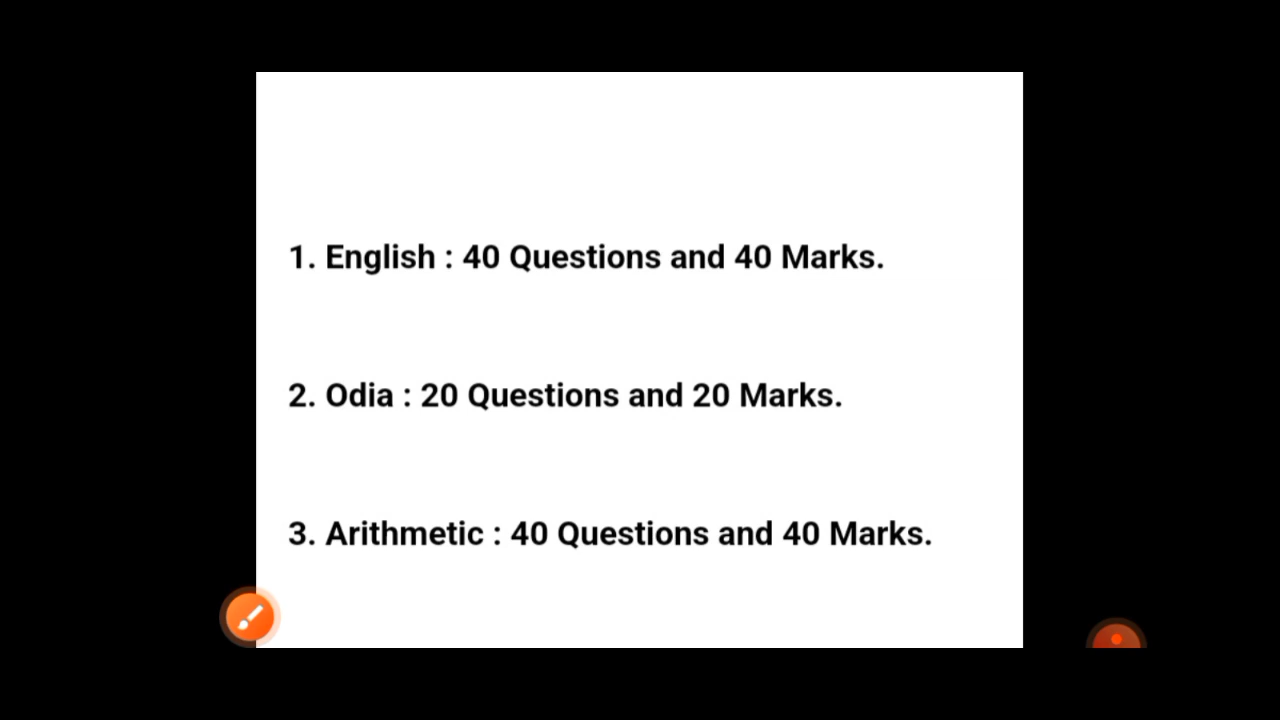 1. English : 40 Questions and 40 Marks.
2. Odia : 20 Questions and 20 Marks.
3. Arithmetic : 40 Questions and 40 Marks.